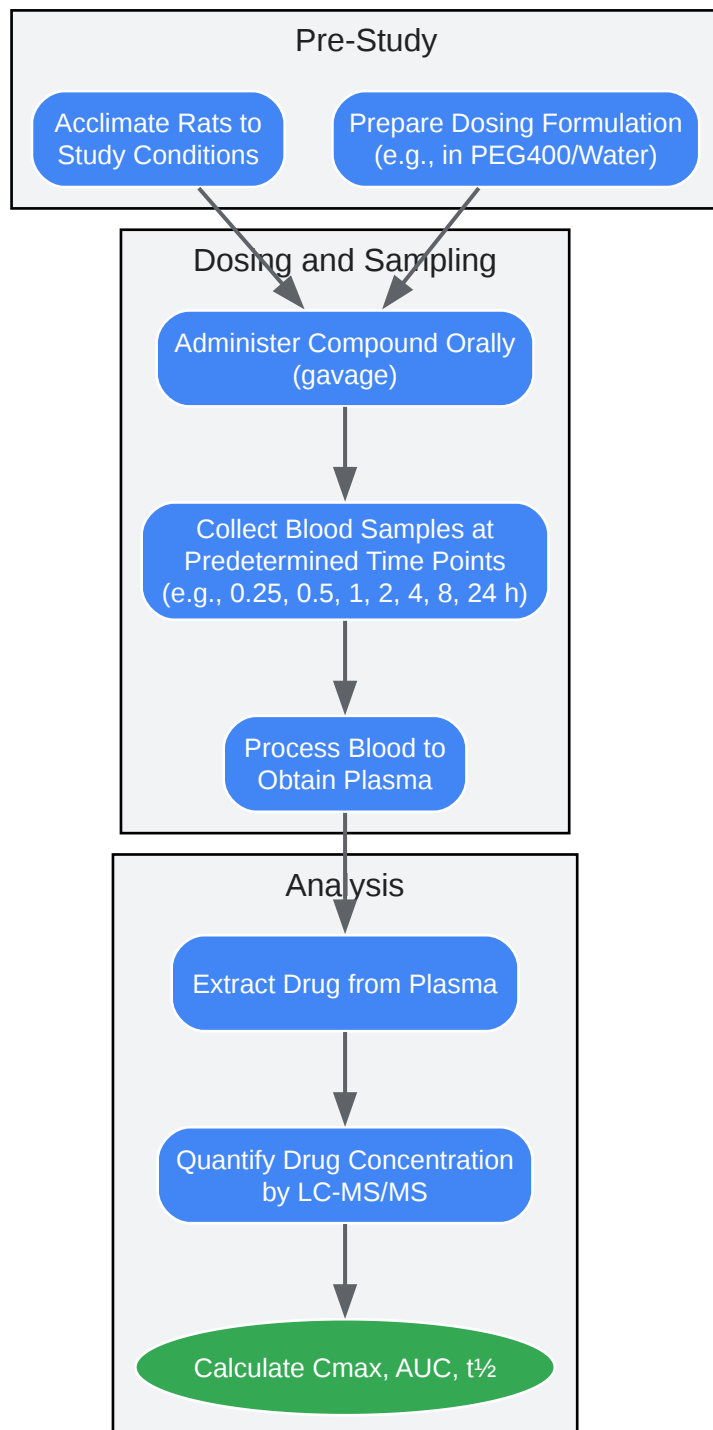 Pre-Study
Acclimate Rats to
Study Conditions
Prepare Dosing Formulation
(e.g., in PEG400/Water)
Dosing and Sampling
Administer Compound Orally
(gavage)
Collect Blood Samples at
Predetermined Time Points
(e.g., 0.25, 0.5, 1, 2, 4, 8, 24 h)
Process Blood to
Obtain Plasma
Analysis
Extract Drug from Plasma
Quantify Drug Concentration
by LC-MS/MS
Calculate Cmax, AUC, t½